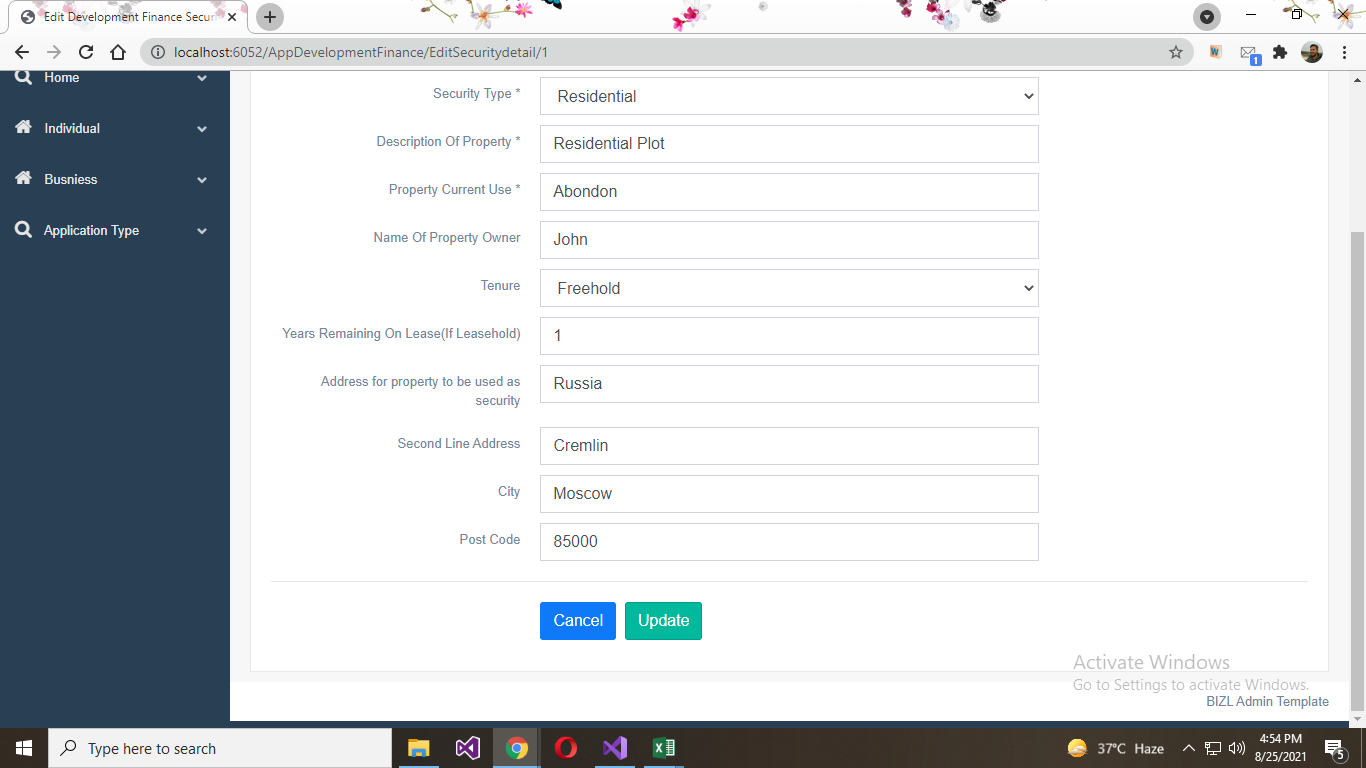 Edit Development Finance Secur
localhost:6052/AppDevelopmentFinance/EditSecuritydetail/1
1
Home
Individual
Busniess
Application Type
Security Type *
Residential
Description Of Property *
Residential Plot
Property Current Use *
Abondon
Name Of Property Owner
John
Tenure
Freehold
Years Remaining On Lease(If Leasehold)
1
Address for property to be used as
security
Russia
Second Line Address
Cremlin
City
Moscow
Post Code
85000
Cancel
Update
Activate Windows
Go to Settings to activate Windows.
BIZL Admin Template
Type here to search
37°C Haze
4:54 PM
8/25/2021
5